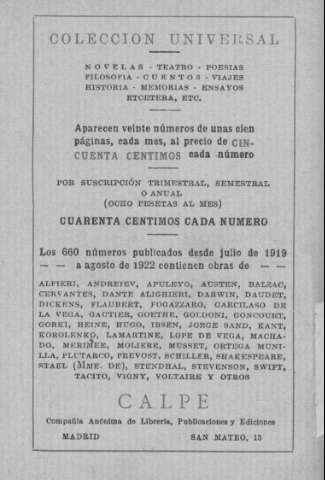 COLECCION UNIVERSAL
NOVELAS - TEATRO - POESIAS
FILOSOFIA - CUENTOS - VIAJES
HISTORIA - MEMORIAS - ENSAYOS
ETCETERA, ETC.
Aparecen veinte números de unas cien
páginas, cada mes, al precio de CIN-
CUENTA CENTIMOS cada número
POR SUSCRIPCIÓN TRIMESTRAL, SEMESTRAL
O ANUAL
(OCHO PESETAS AL MES)
CUARENTA CENTIMOS CADA NUMERO
Los 660 números publicados desde julio de 1919
— — a agosto de 1922 contienen obras de — —
ALFIERI, ANDREIEV, APULEYO, AUSTEN, BALZAC,
CERVANTES, DANTE ALIGHIERI, DARWIN, DAUDET,
DICKENS, FLAUBERT, FOGAZZARO, GARCILASO DE
LA VEGA, GAUTIER, GOETHE, GOLDONI, GONCOURT,
GORKI, HEINE, HUGO, IBSEN, JORGE SAND, KANT,
KOROLENKO, LAMARTINE, LOPE DE VEGA, MACHA-
DO, MERIMEE, MOLIERE, MUSSET, ORTEGA MUNI-
LLA, PLUTARCO, PREVOST, SCHILLER, SHAKESPEARE,
STAEL (MME. DE), STENDHAL, STEVENSON, SWIFT,
TACITO, VIGNY, VOLTAIRE Y OTROS
CALPE
Compañía Anónima de Librería, Publicaciones y Ediciones
MADRID SAN MATEO, 13